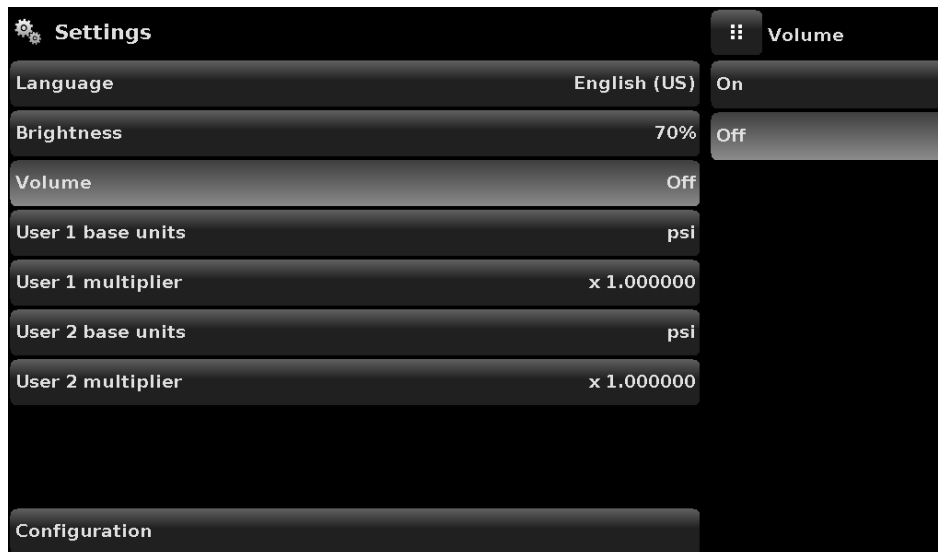 Settings
Language English (US)
Brightness 70%
Volume Off
User 1 base units psi
User 1 multiplier x 1.000000
User 2 base units psi
User 2 multiplier x 1.000000
Configuration
Volume
On
Off